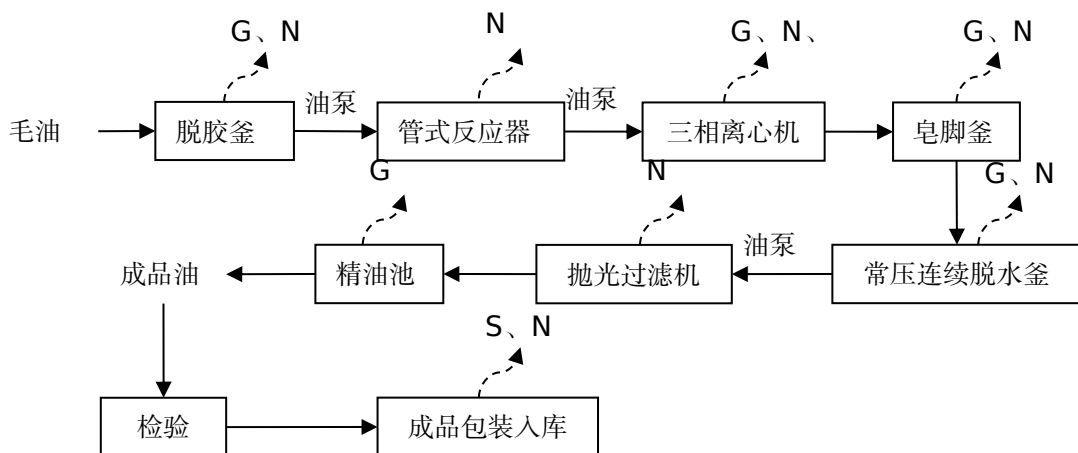 G、N
N
G、N、
G、N
毛油
脱胶釜
油泵
管式反应器
油泵
三相离心机
皂脚釜
G
N
G、N
成品油
精油池
抛光过滤机
油泵
常压连续脱水釜
S、N
检验
成品包装入库